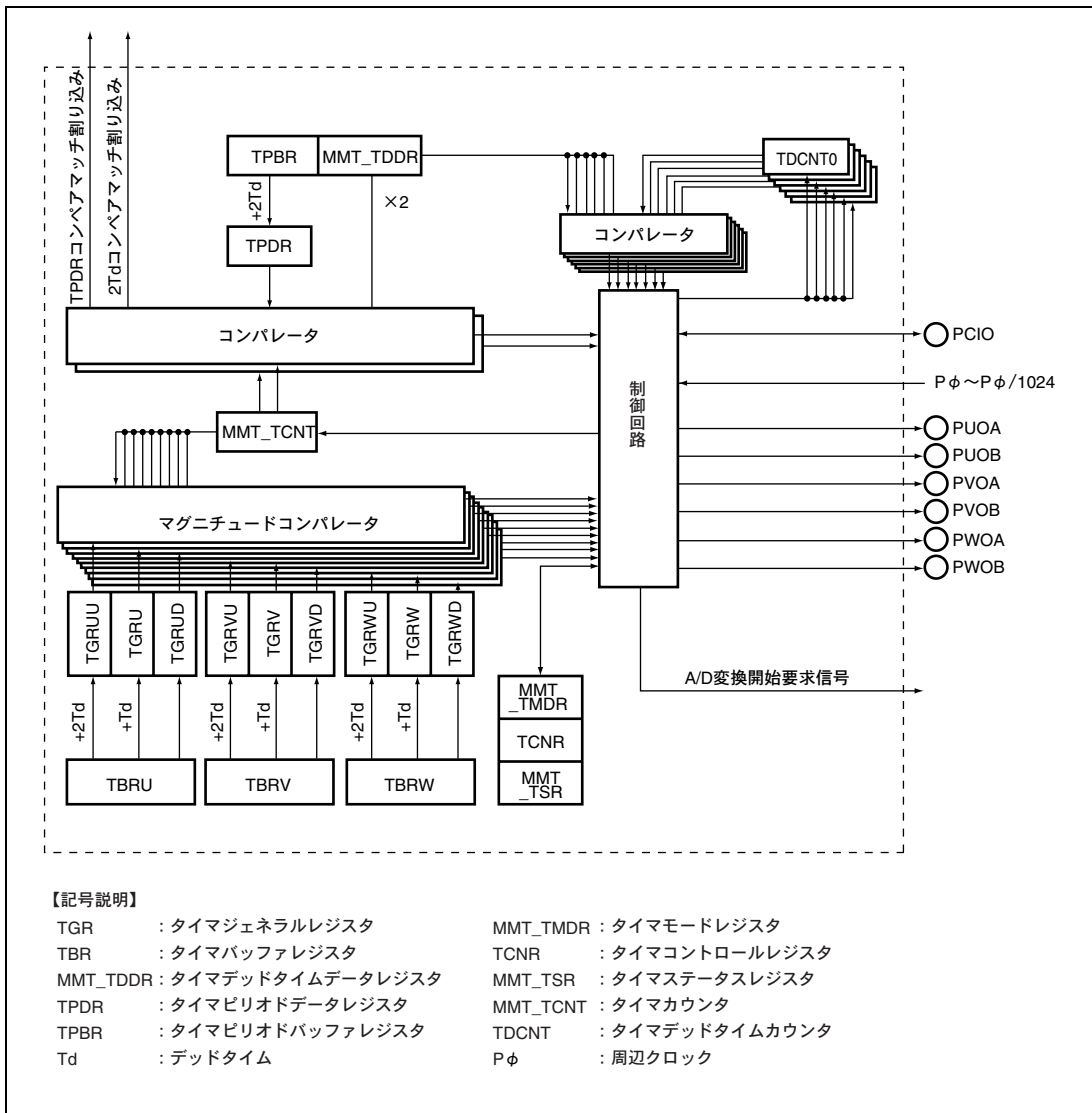 TPDRコンペアマッチ割り込み
2Tdコンペアマッチ割り込み
TPBR
MMT_TDDR
TDCNT0
×2
+2Td
コンパレータ
TPDR
コンパレータ
PCIO
制御回路
Pφ～Pφ/1024
MMT_TCNT
PUOA
PUOB
PVOA
PVOB
PWOA
PWOB
マグニチュードコンパレータ
TGRUU
TGRU
TGRUD
TGRVU
TGRV
TGRVD
TGRWU
TGRW
TGRWD
A/D変換開始要求信号
MMT
_TMDR
TCNR
MMT
_TSR
+2Td
+Td
+2Td
+Td
+2Td
+Td
TBRU
TBRV
TBRW
【記号説明】
TGR ：タイマジェネラルレジスタ
TBR ：タイマバッファレジスタ
MMT_TDDR ：タイマデッドタイムデータレジスタ
TPDR ：タイマピリオドデータレジスタ
TPBR ：タイマピリオドバッファレジスタ
Td ：デッドタイム
MMT_TMDR ：タイマモードレジスタ
TCNR ：タイマコントロールレジスタ
MMT_TSR ：タイマステータスレジスタ
MMT_TCNT ：タイマカウンタ
TDCNT ：タイマデッドタイムカウンタ
Pφ ：周辺クロック